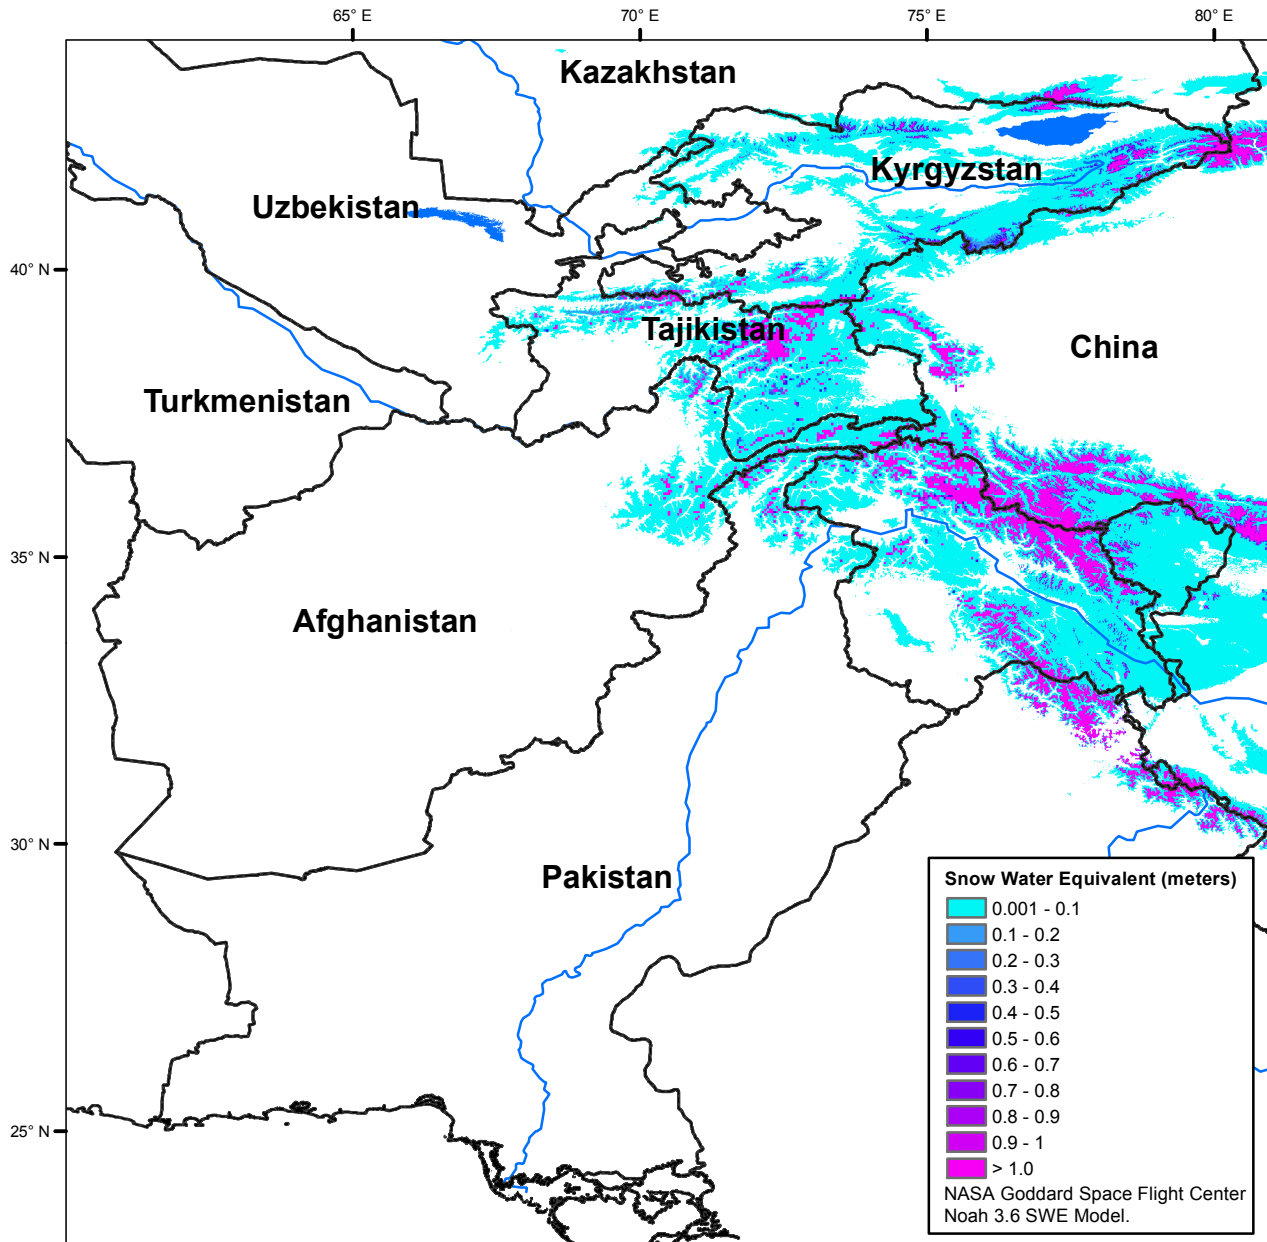 65° E
70° E
75° E
80° E
Kazakhstan
Kyrgyzstan
Uzbekistan
40° N
Tajikistan
China
Turkmenistan
35° N
Afghanistan
30° N
Pakistan
25° N
Snow Water Equivalent (meters)
0.001 - 0.1
0.1 - 0.2
0.2 - 0.3
0.3 - 0.4
0.4 - 0.5
0.5 - 0.6
0.6 - 0.7
0.7 - 0.8
0.8 - 0.9
0.9 - 1
> 1.0
NASA Goddard Space Flight Center
Noah 3.6 SWE Model.